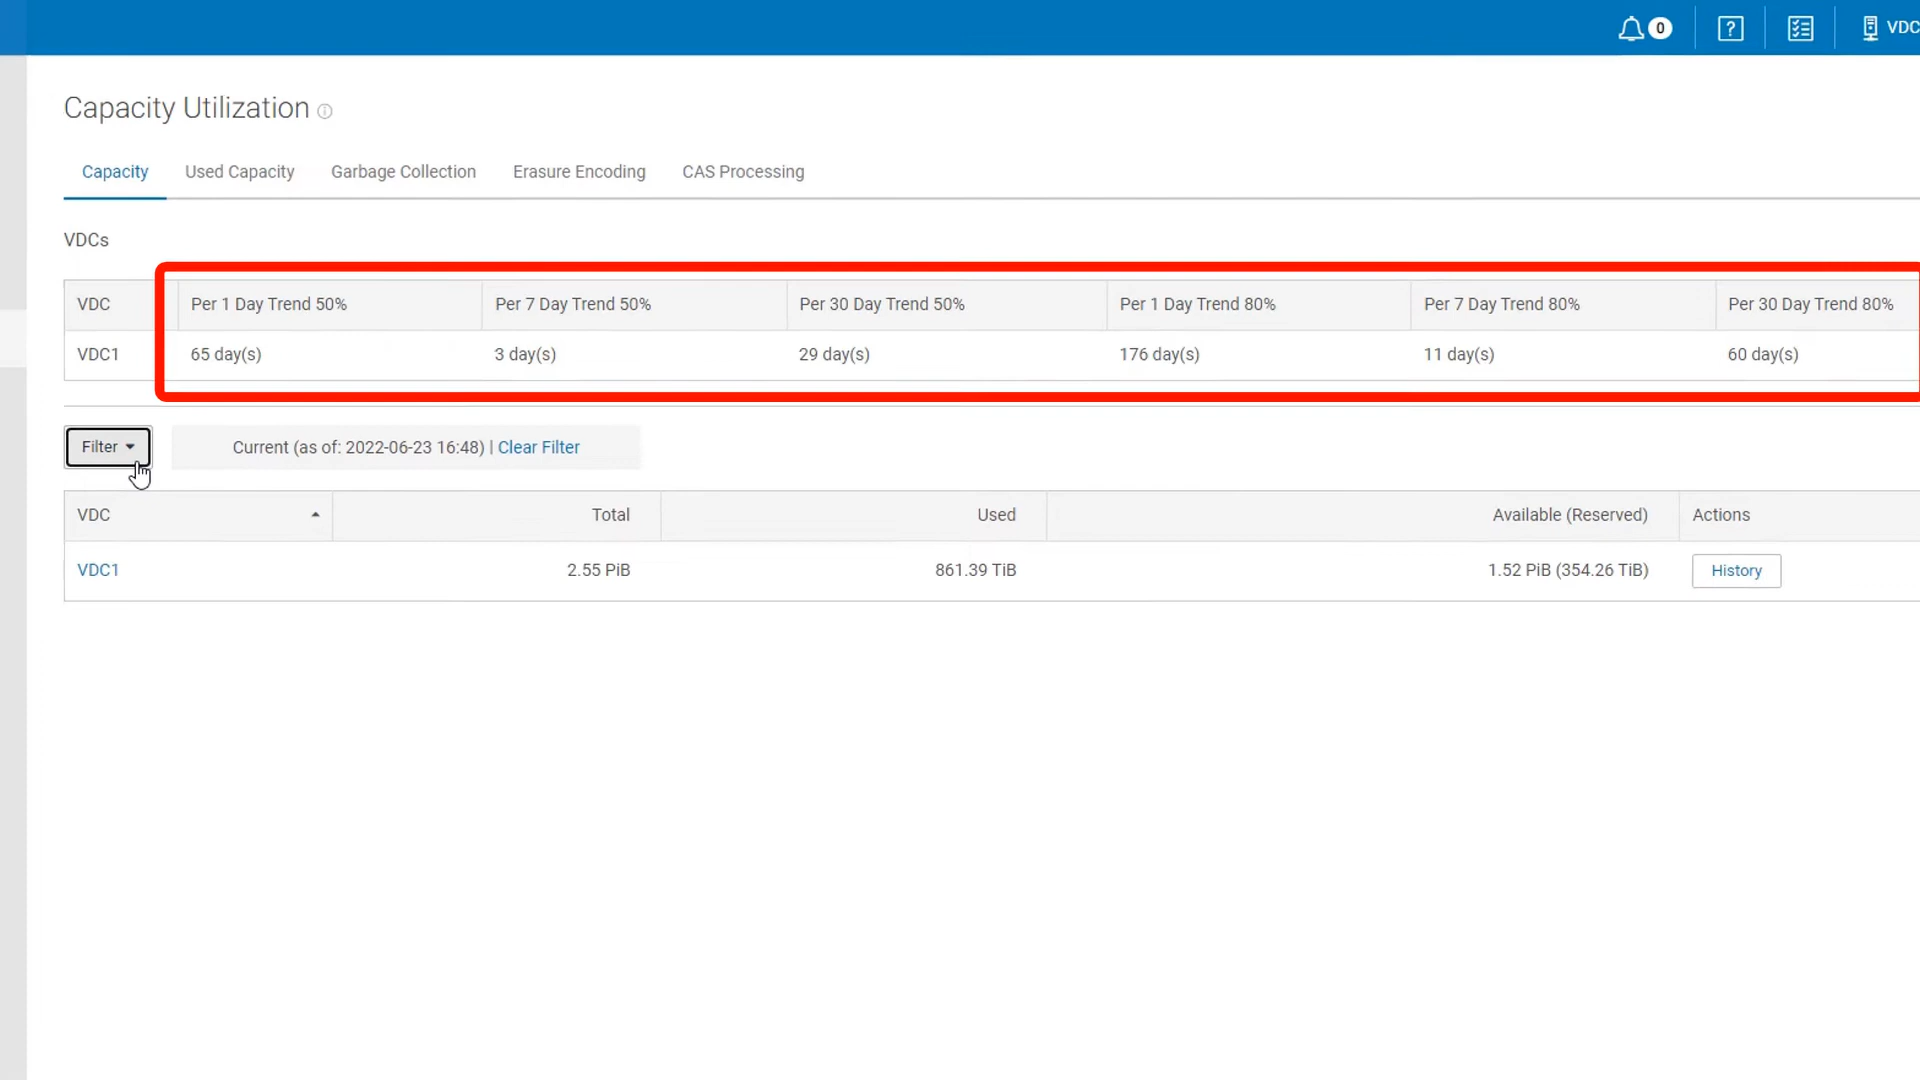 0
?
VDC
Capacity Utilization
Capacity Used Capacity Garbage Collection Erasure Encoding CAS Processing
VDCs
VDC Per 1 Day Trend 50% Per 7 Day Trend 50% Per 30 Day Trend 50% Per 1 Day Trend 80% Per 7 Day Trend 80% Per 30 Day Trend 80%
VDC1 65 day(s) 3 day(s) 29 day(s) 176 day(s) 11 day(s) 60 day(s)
Filter Current (as of: 2022-06-23 16:48) | Clear Filter
VDC Total Used Available (Reserved) Actions
VDC1 2.55 PiB 861.39 TiB 1.52 PiB (354.26 TiB) History